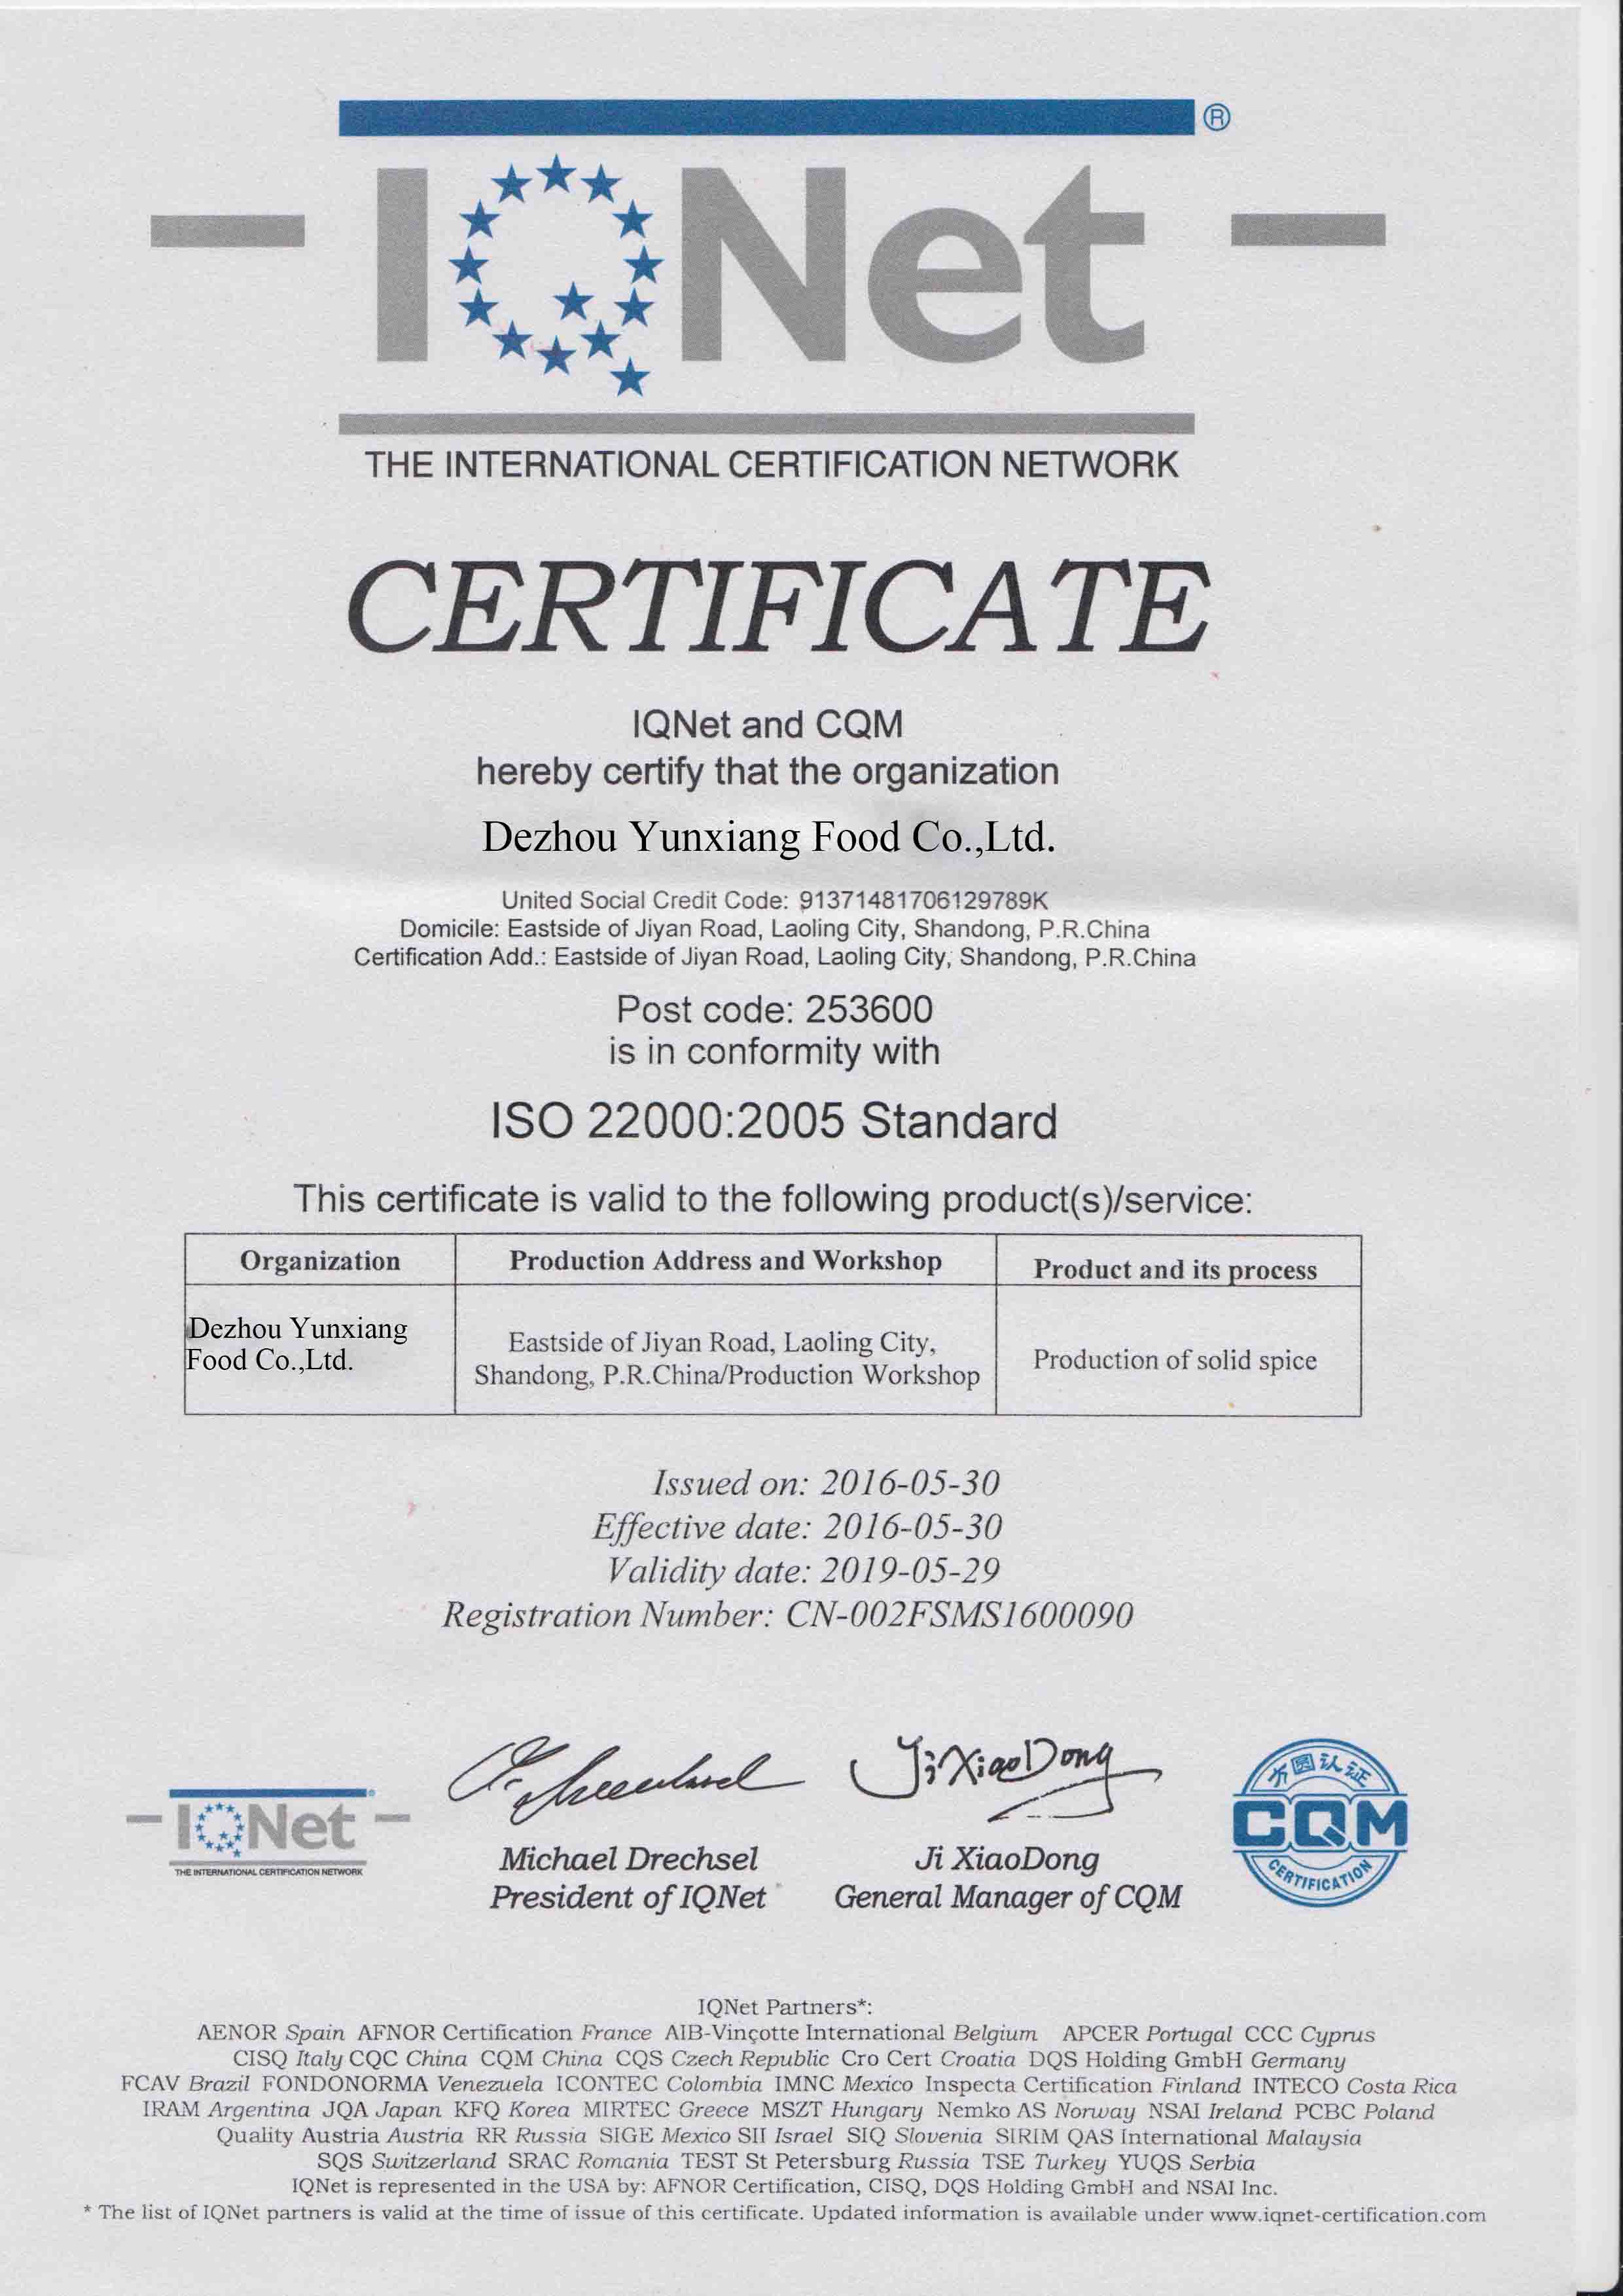 IQNet ®
THE INTERNATIONAL CERTIFICATION NETWORK
CERTIFICATE
IQNet and CQM
hereby certify that the organization
Dezhou Yunxiang Food Co.,Ltd.
United Social Credit Code: 91371481706129789K
Domicile: Eastside of Jiyan Road, Laoling City, Shandong, P.R.China
Certification Add.: Eastside of Jiyan Road, Laoling City, Shandong, P.R.China
Post code: 253600
is in conformity with
ISO 22000:2005 Standard
This certificate is valid to the following product(s)/service:
Organization Production Address and Workshop Product and its process
Dezhou Yunxiang
Food Co.,Ltd.
Eastside of Jiyan Road, Laoling City,
Shandong, P.R.China/Production Workshop
Production of solid spice
Issued on: 2016-05-30
Effective date: 2016-05-30
Validity date: 2019-05-29
Registration Number: CN-002FSMS1600090
IQNet
THE INTERNATIONAL CERTIFICATION NETWORK
Ji XiaoDong
Michael Drechsel
President of IQNet
Ji XiaoDong
General Manager of CQM
方圆认证
CQM
CERTIFICATION
IQNet Partners*:
AENOR Spain AFNOR Certification France AIB-Vinçotte International Belgium APCER Portugal CCC Cyprus
CISQ Italy CQC China CQM China CQS Czech Republic Cro Cert Croatia DQS Holding GmbH Germany
FCAV Brazil FONDONORMA Venezuela ICONTEC Colombia IMNC Mexico Inspecta Certification Finland INTECO Costa Rica
IRAM Argentina JQA Japan KFQ Korea MIRTEC Greece MSZT Hungary Nemko AS Norway NSAI Ireland PCBC Poland
Quality Austria Austria RR Russia SIGE Mexico SII Israel SIQ Slovenia SIRIM QAS International Malaysia
SQS Switzerland SRAC Romania TEST St Petersburg Russia TSE Turkey YUQS Serbia
IQNet is represented in the USA by: AFNOR Certification, CISQ, DQS Holding GmbH and NSAI Inc.
* The list of IQNet partners is valid at the time of issue of this certificate. Updated information is available under www.iqnet-certification.com